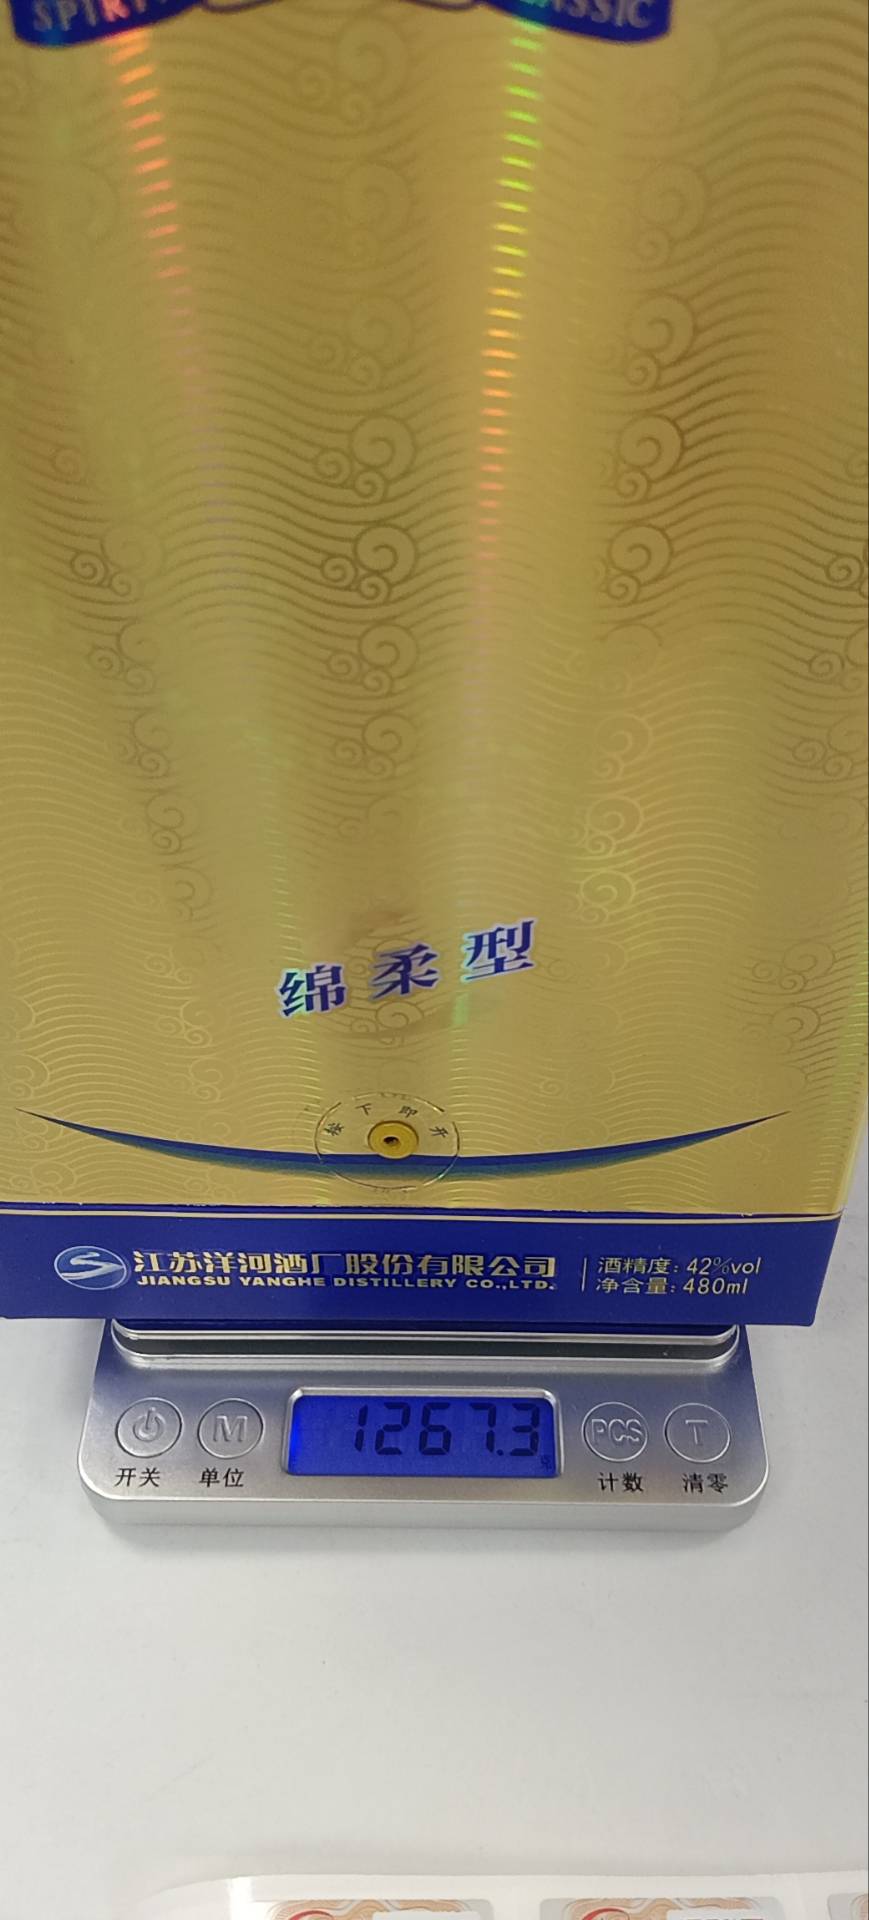 SPIRIT
CLASSIC
绵柔型
按下即开
江苏洋河酒厂股份有限公司
JIANGSU YANGHE DISTILLERY CO.,LTD.
酒精度: 42%vol
净含量: 480ml
1267.3
M
PCS
T
开关
单位
计数
清零